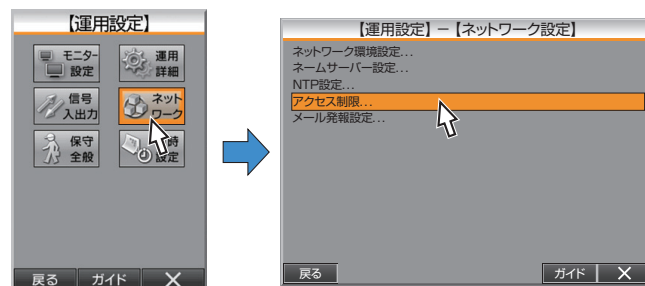 【運用設定】
モニター
設定
運用
詳細
信号
入出力
ネット
ワーク
保守
全般
時
設定
戻る ガイド X
【運用設定】－【ネットワーク設定】
ネットワーク環境設定...
ネームサーバー設定...
NTP設定...
アクセス制限...
メール発報設定...
戻る ガイド X